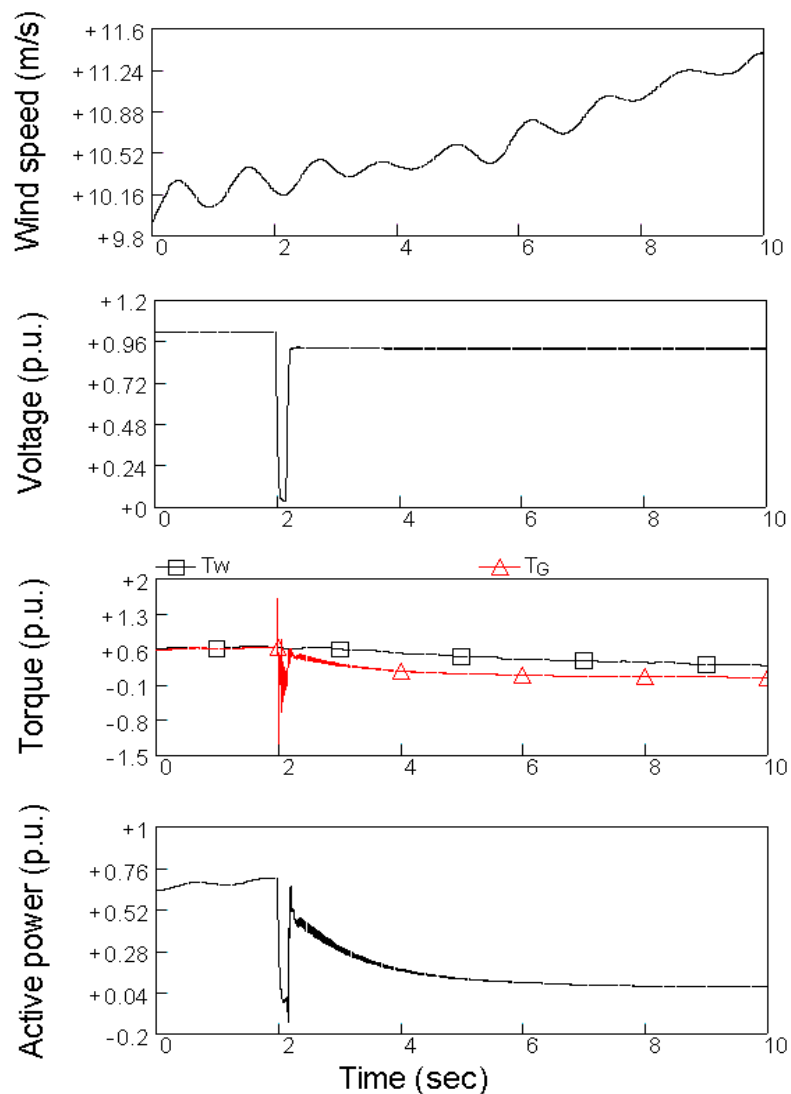 Wind speed (m/s)
+11.6
+11.24
+10.88
+10.52
+10.16
+9.8
0 2 4 6 8 10
Voltage (p.u.)
+1.2
+0.96
+0.72
+0.48
+0.24
+0
0 2 4 6 8 10
Torque (p.u.)
Tw TG
+2
+1.3
+0.6
-0.1
-0.8
-1.5
0 2 4 6 8 10
Active power (p.u.)
+1
+0.76
+0.52
+0.28
+0.04
-0.2
0 2 4 6 8 10
Time (sec)